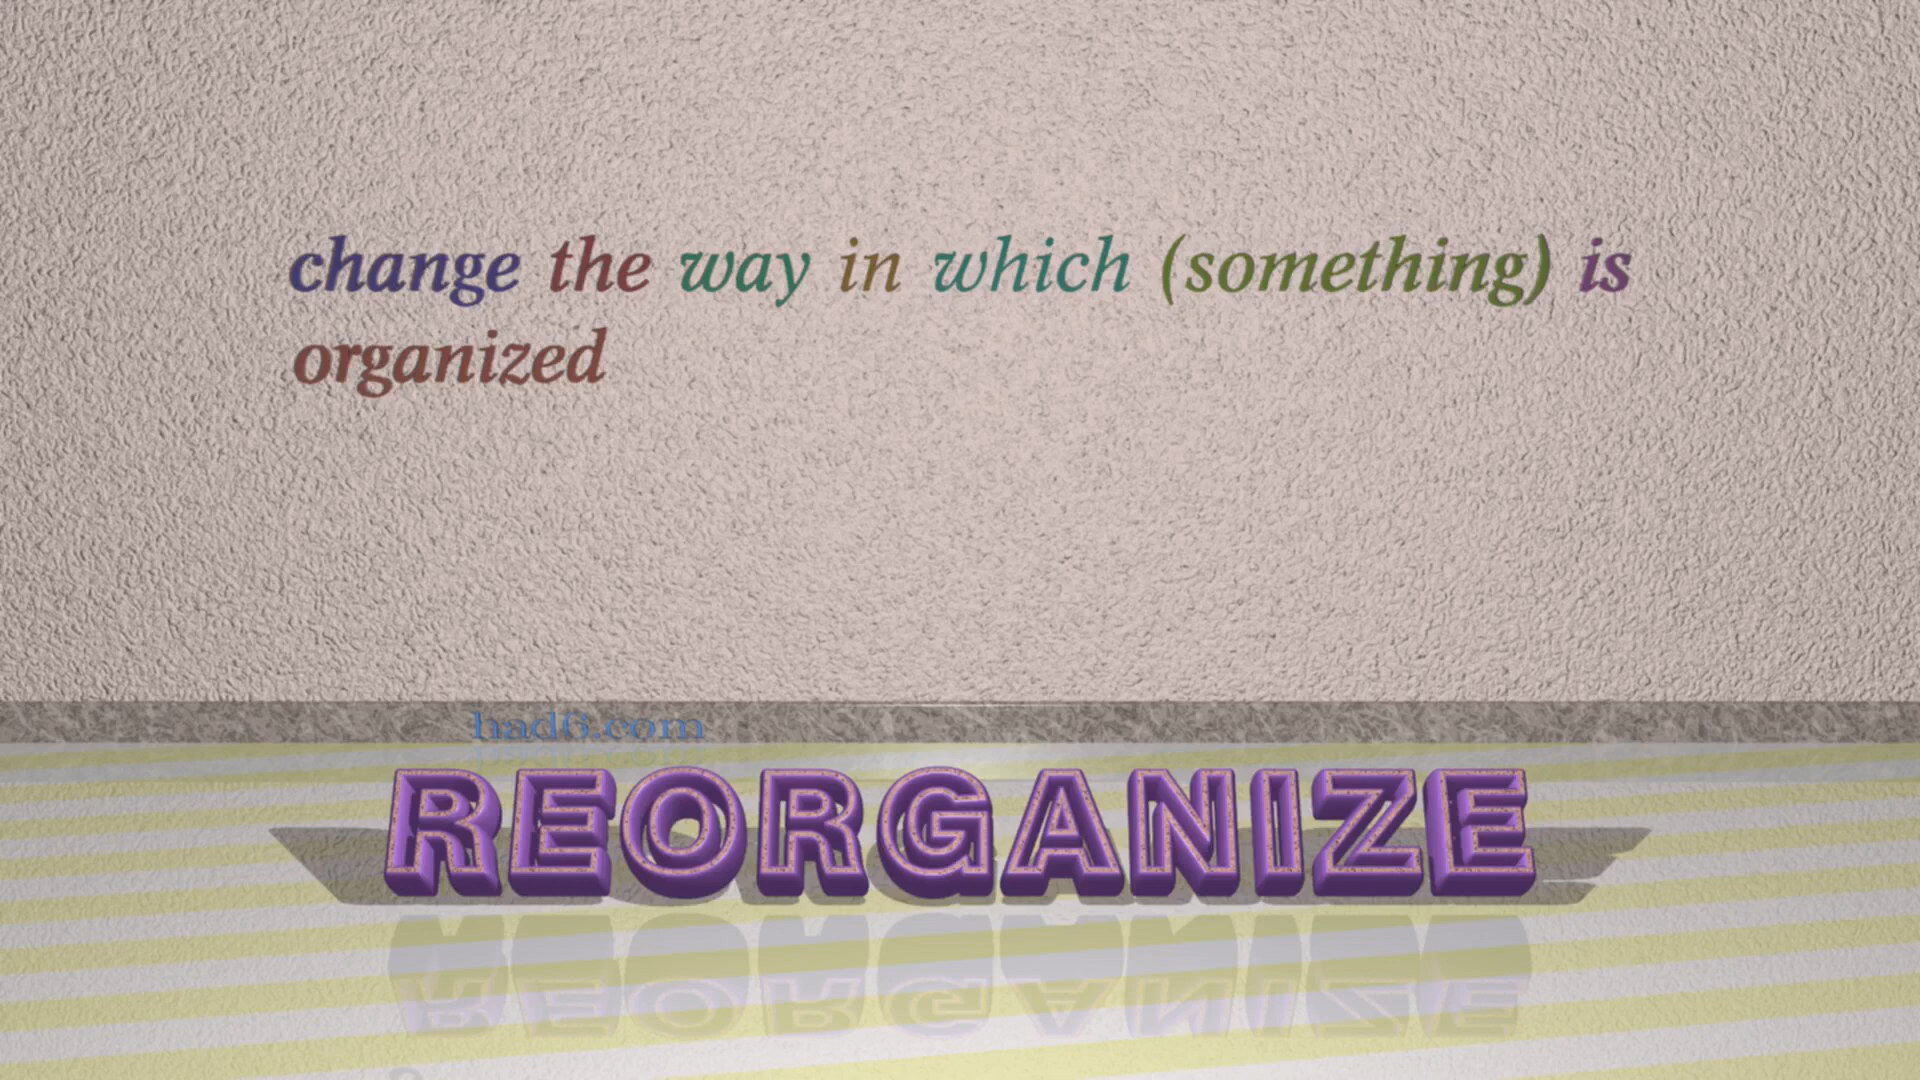 change the way in which (something) is
organized
had6.com
REORGANIZE